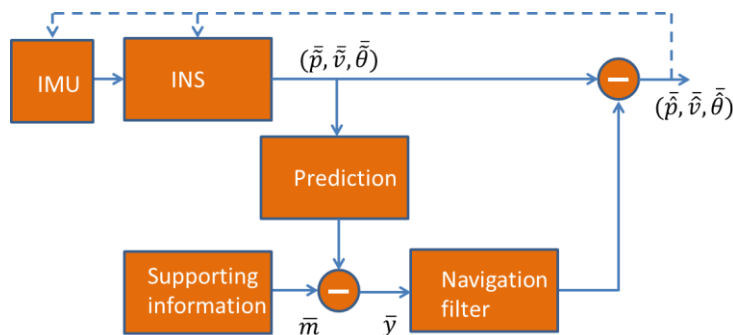 IMU
INS
(p̃̄, ṽ̄, θ̃̄)
−
(p̂̄, v̂̄, θ̂̄)
Prediction
Supporting
information
−
Navigation
filter
m̄
ȳ